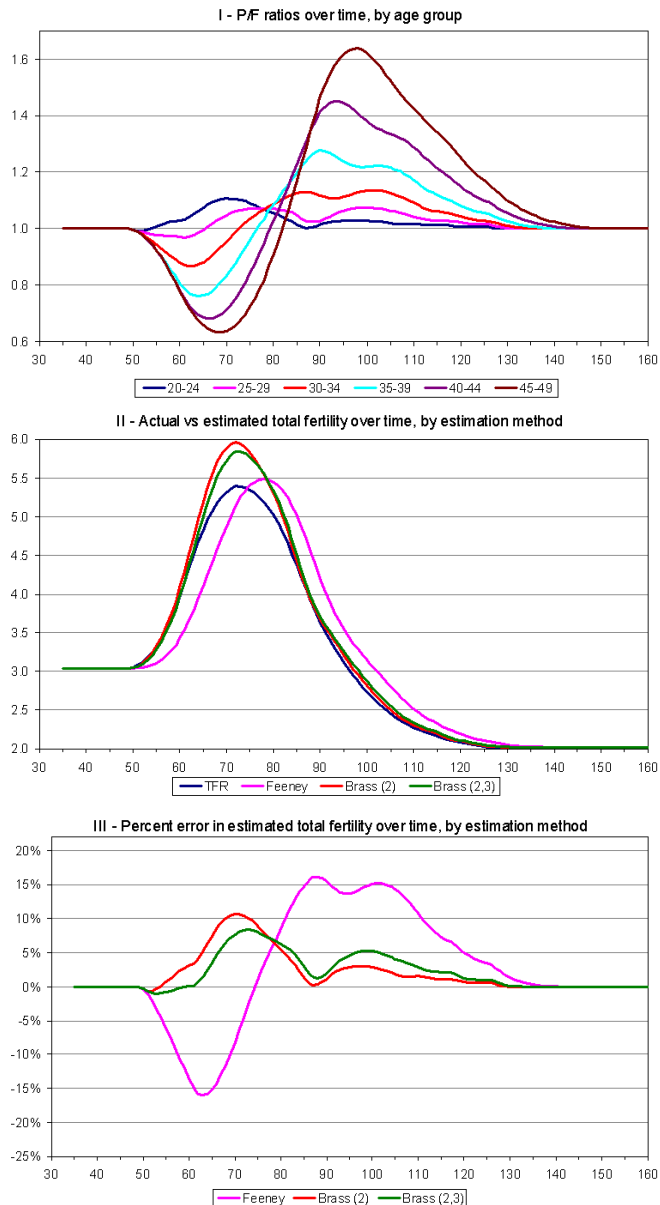 I - P/F ratios over time, by age group
1.6
1.4
1.2
1.0
0.8
0.6
30 40 50 60 70 80 90 100 110 120 130 140 150 160
20-24 25-29 30-34 35-39 40-44 45-49
II - Actual vs estimated total fertility over time, by estimation method
6.0
5.5
5.0
4.5
4.0
3.5
3.0
2.5
2.0
30 40 50 60 70 80 90 100 110 120 130 140 150 160
TFR Feeney Brass (2) Brass (2,3)
III - Percent error in estimated total fertility over time, by estimation method
20%
15%
10%
5%
0%
-5%
-10%
-15%
-20%
-25%
30 40 50 60 70 80 90 100 110 120 130 140 150 160
Feeney Brass (2) Brass (2,3)